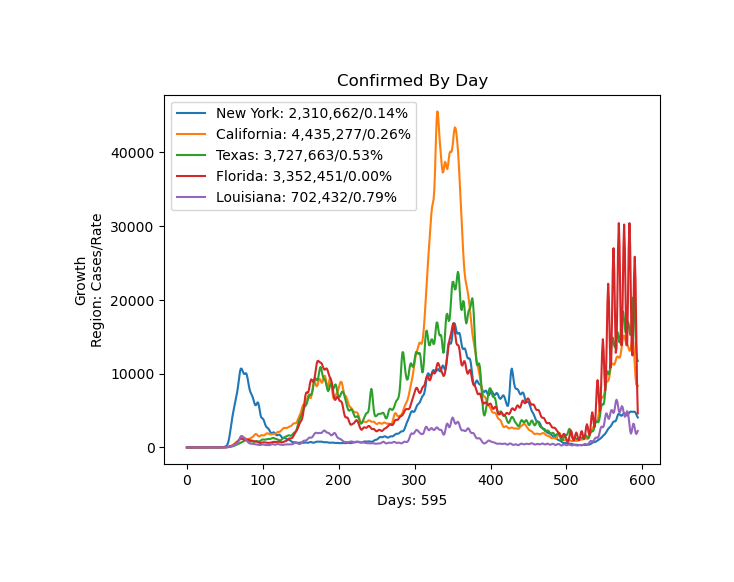 Confirmed By Day
New York: 2,310,662/0.14%
California: 4,435,277/0.26%
Texas: 3,727,663/0.53%
Florida: 3,352,451/0.00%
Louisiana: 702,432/0.79%
Growth
Region: Cases/Rate
40000
30000
20000
10000
0
0 100 200 300 400 500 600
Days: 595